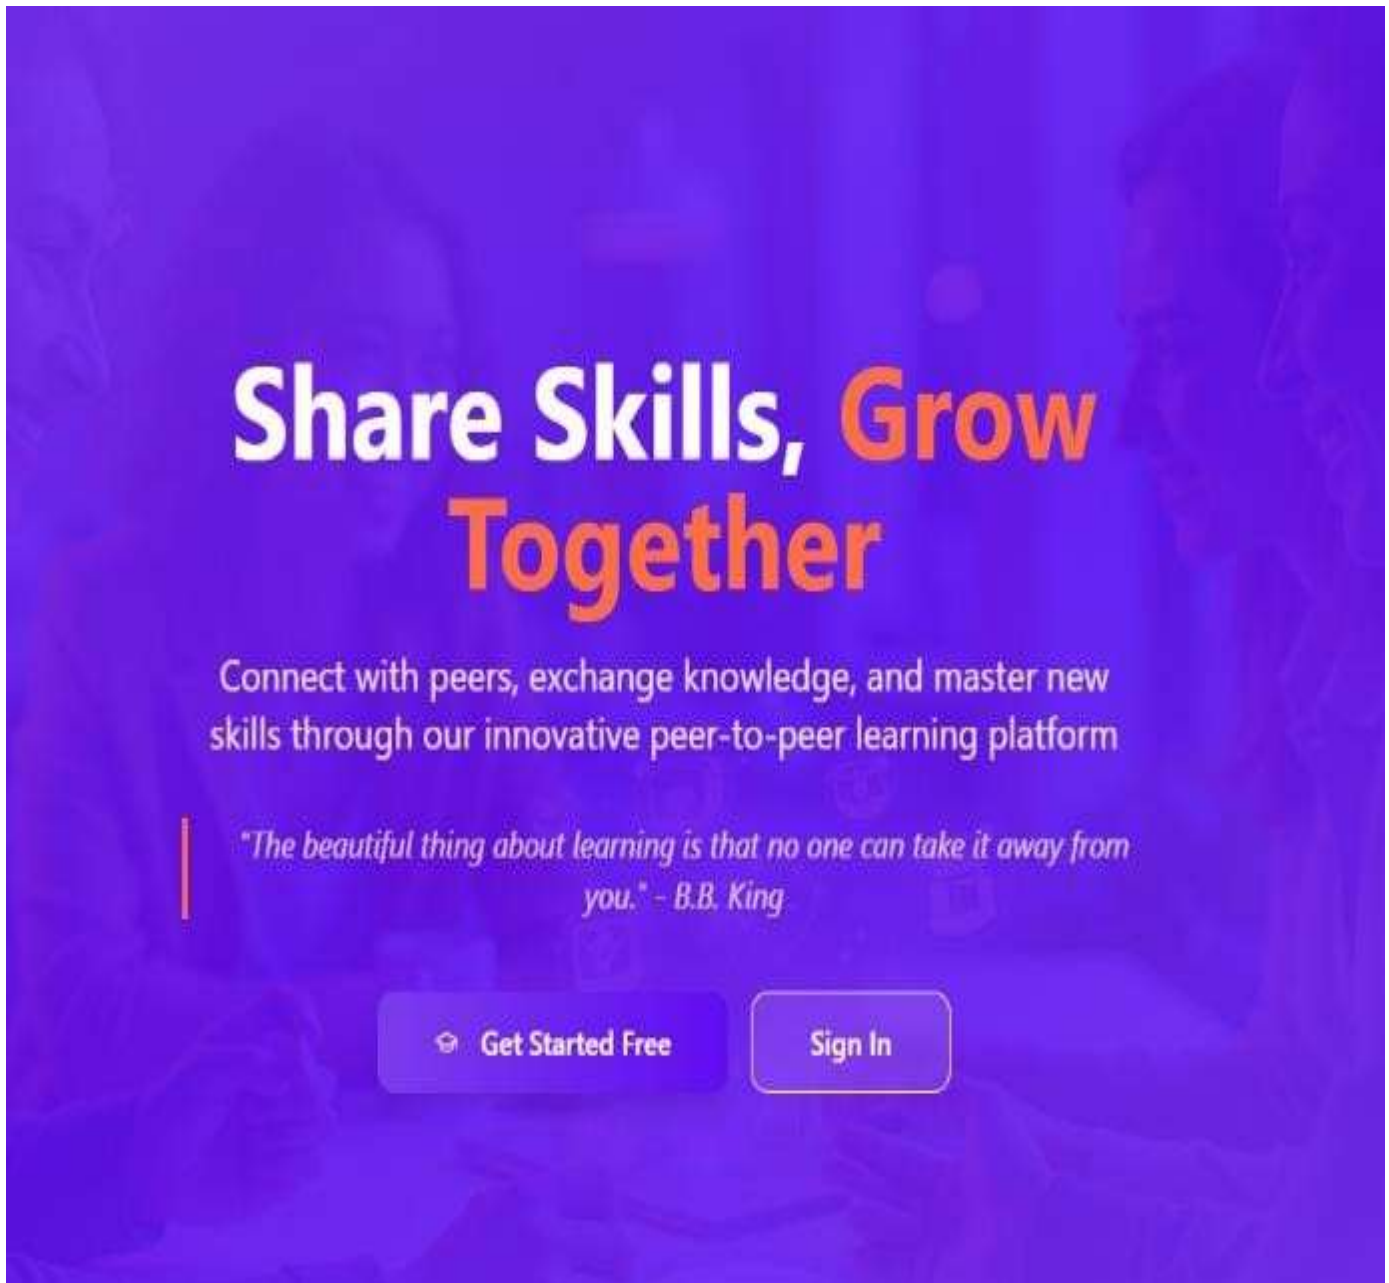 Share Skills, Grow
Together
Connect with peers, exchange knowledge, and master new
skills through our innovative peer-to-peer learning platform
"The beautiful thing about learning is that no one can take it away from
you." - B.B. King
Get Started Free
Sign In